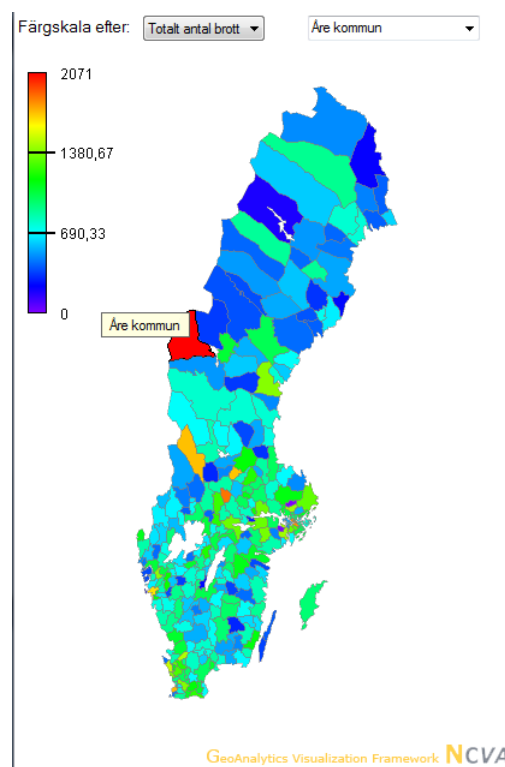 Färgskala efter: Totalt antal brott Åre kommun
2071
1380,67
690,33
0
Åre kommun
GeoAnalytics Visualization Framework NCVA